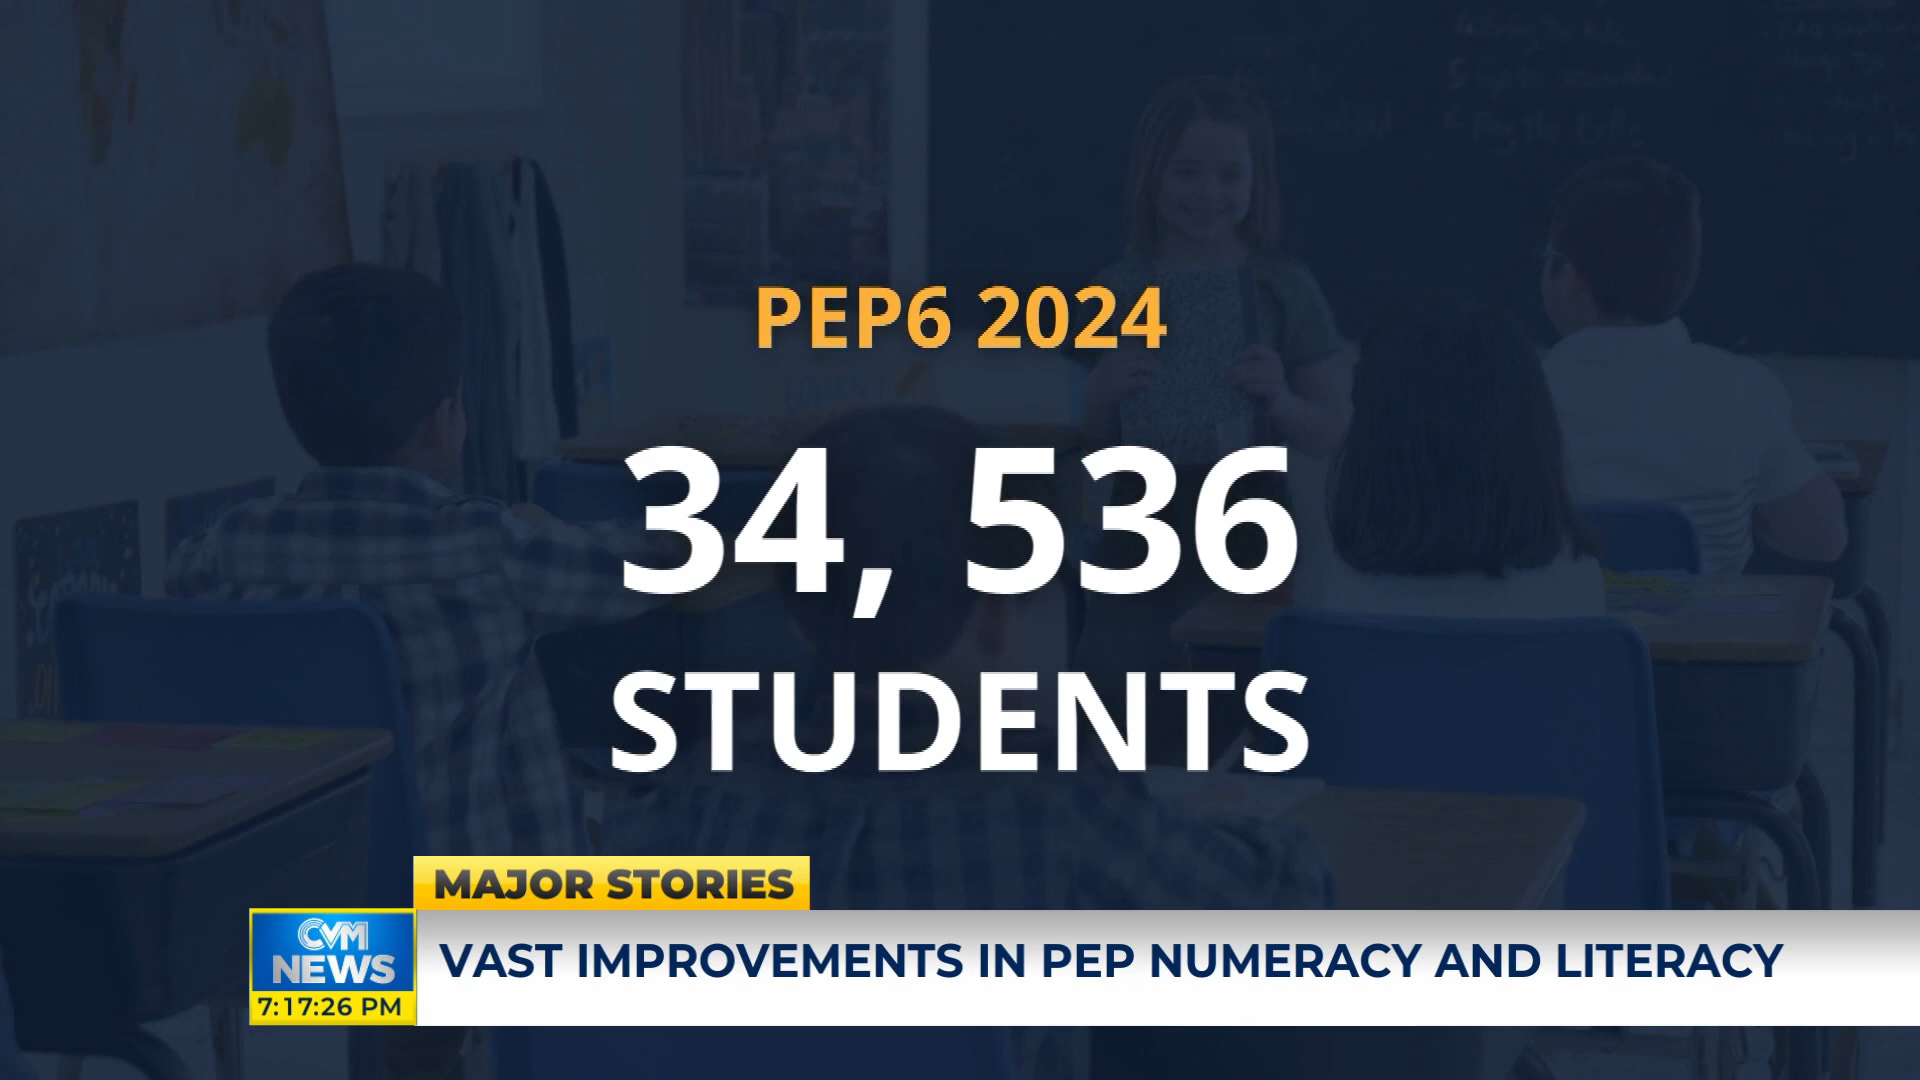 PEP6 2024
34, 536
STUDENTS
MAJOR STORIES
CVM
NEWS
7:17:26 PM
VAST IMPROVEMENTS IN PEP NUMERACY AND LITERACY